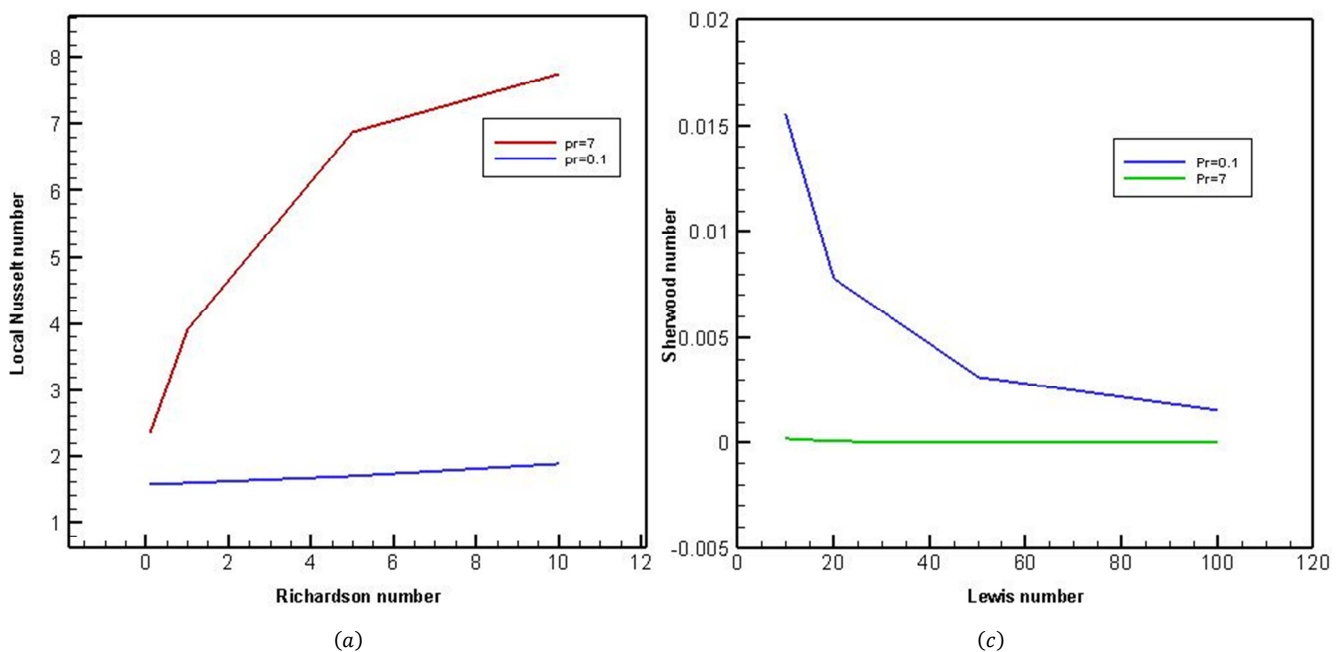 8
7
6
5
4
3
2
1
Local Nusselt number
pr=7
pr=0.1
0 2 4 6 8 10 12
Richardson number
(a)
0.02
0.015
0.01
0.005
0
-0.005
Sherwood number
Pr=0.1
Pr=7
0 20 40 60 80 100 120
Lewis number
(c)